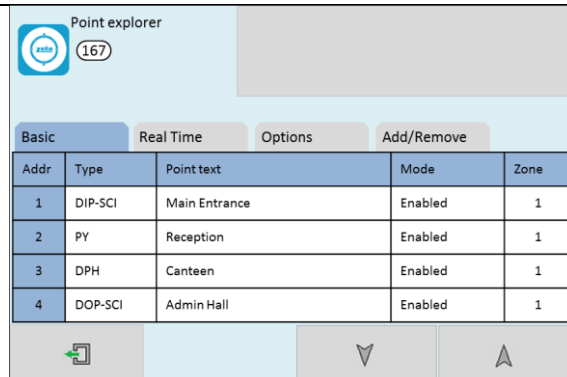 Point explorer
zeta
167
Basic Real Time Options Add/Remove
Addr Type Point text Mode Zone
1 DIP-SCI Main Entrance Enabled 1
2 PY Reception Enabled 1
3 DPH Canteen Enabled 1
4 DOP-SCI Admin Hall Enabled 1